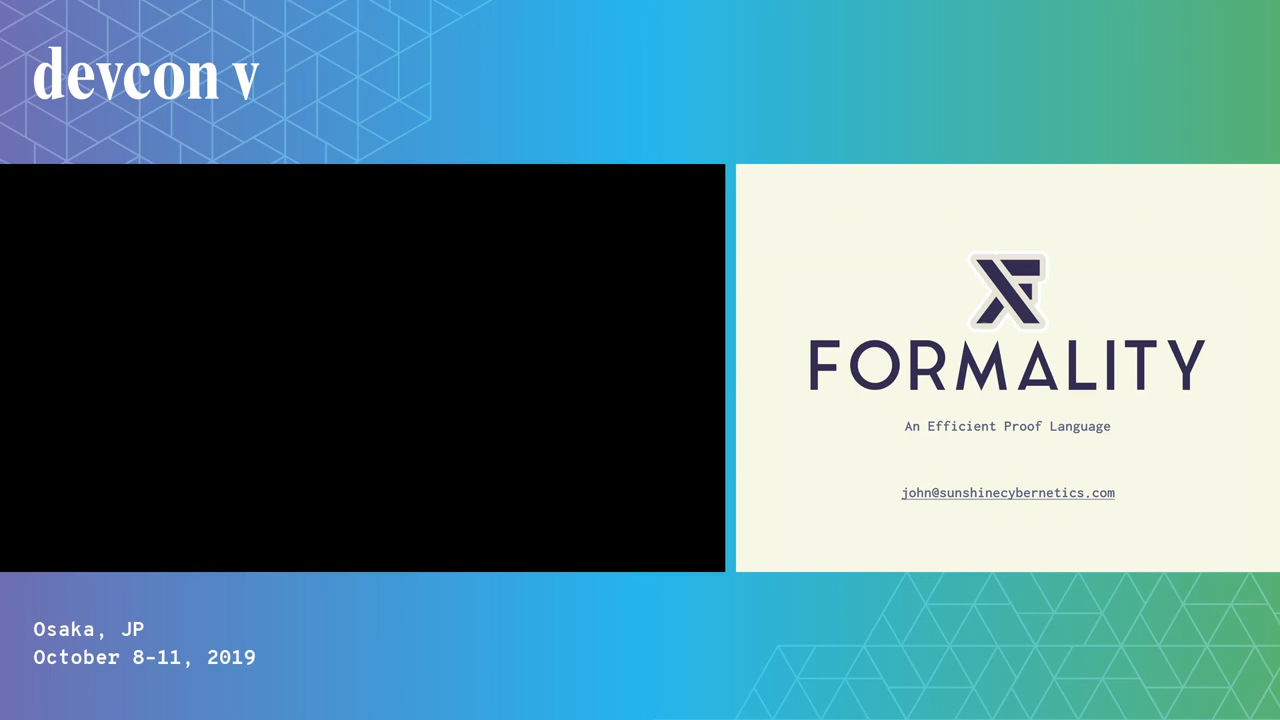 devcon v
FORMALITY
An Efficient Proof Language
john@sunshinecybernetics.com
Osaka, JP
October 8-11, 2019